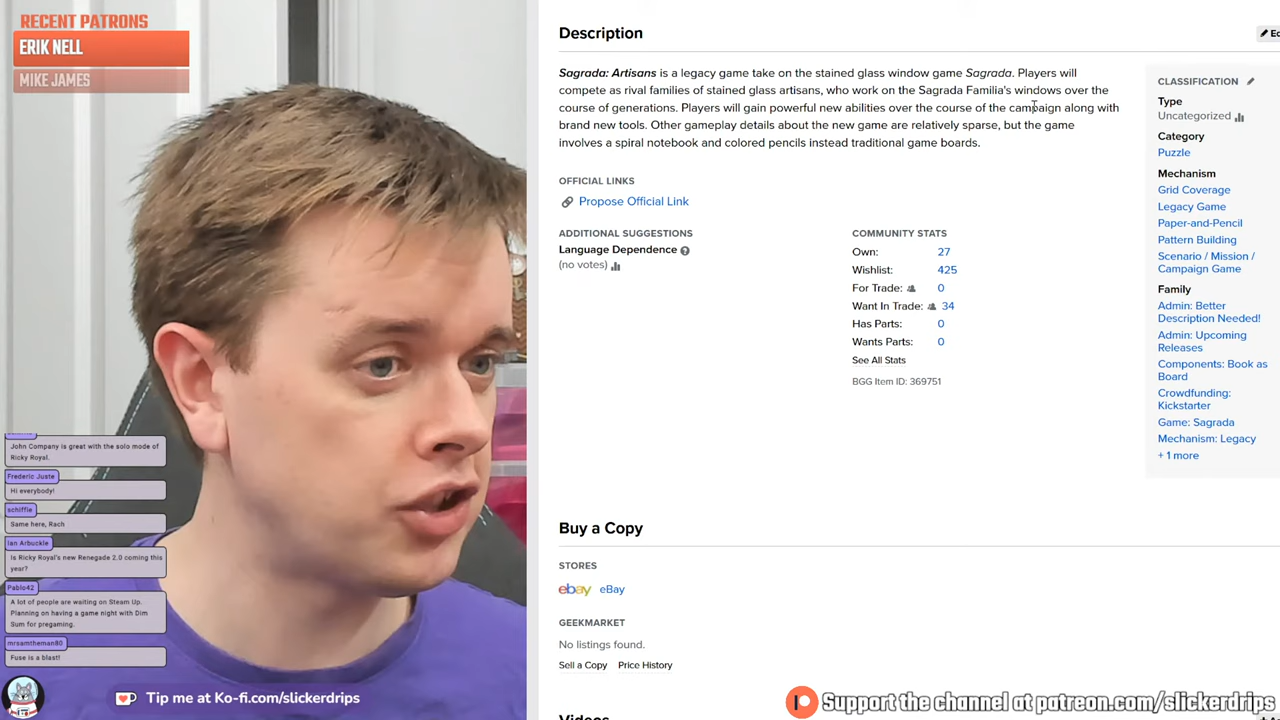 RECENT PATRONS
ERIK NELL
MIKE JAMES
John Company is great with the solo mode of
Ricky Royal.
Frederic Juste
Hi everybody!
schiffle
Same here, Rach
Ian Arbuckle
Is Ricky Royal's new Renegade 2.0 coming this
year?
Pablo42
A lot of people are waiting on Steam Up.
Planning on having a game night with Dim
Sum for pregaming.
mrsamtheman80
Fuse is a blast!
Tip me at Ko-fi.com/slickerdrips
Description
Sagrada: Artisans is a legacy game take on the stained glass window game Sagrada. Players will
compete as rival families of stained glass artisans, who work on the Sagrada Familia's windows over the
course of generations. Players will gain powerful new abilities over the course of the campaign along with
brand new tools. Other gameplay details about the new game are relatively sparse, but the game
involves a spiral notebook and colored pencils instead traditional game boards.
OFFICIAL LINKS
Propose Official Link
ADDITIONAL SUGGESTIONS
Language Dependence
(no votes)
COMMUNITY STATS
Own: 27
Wishlist: 425
For Trade: 0
Want In Trade: 34
Has Parts: 0
Wants Parts: 0
See All Stats
BGG Item ID: 369751
Buy a Copy
STORES
ebay eBay
GEEKMARKET
No listings found.
Sell a Copy Price History
CLASSIFICATION
Type
Uncategorized
Category
Puzzle
Mechanism
Grid Coverage
Legacy Game
Paper-and-Pencil
Pattern Building
Scenario / Mission /
Campaign Game
Family
Admin: Better
Description Needed!
Admin: Upcoming
Releases
Components: Book as
Board
Crowdfunding:
Kickstarter
Game: Sagrada
Mechanism: Legacy
+ 1 more
Support the channel at patreon.com/slickerdrips